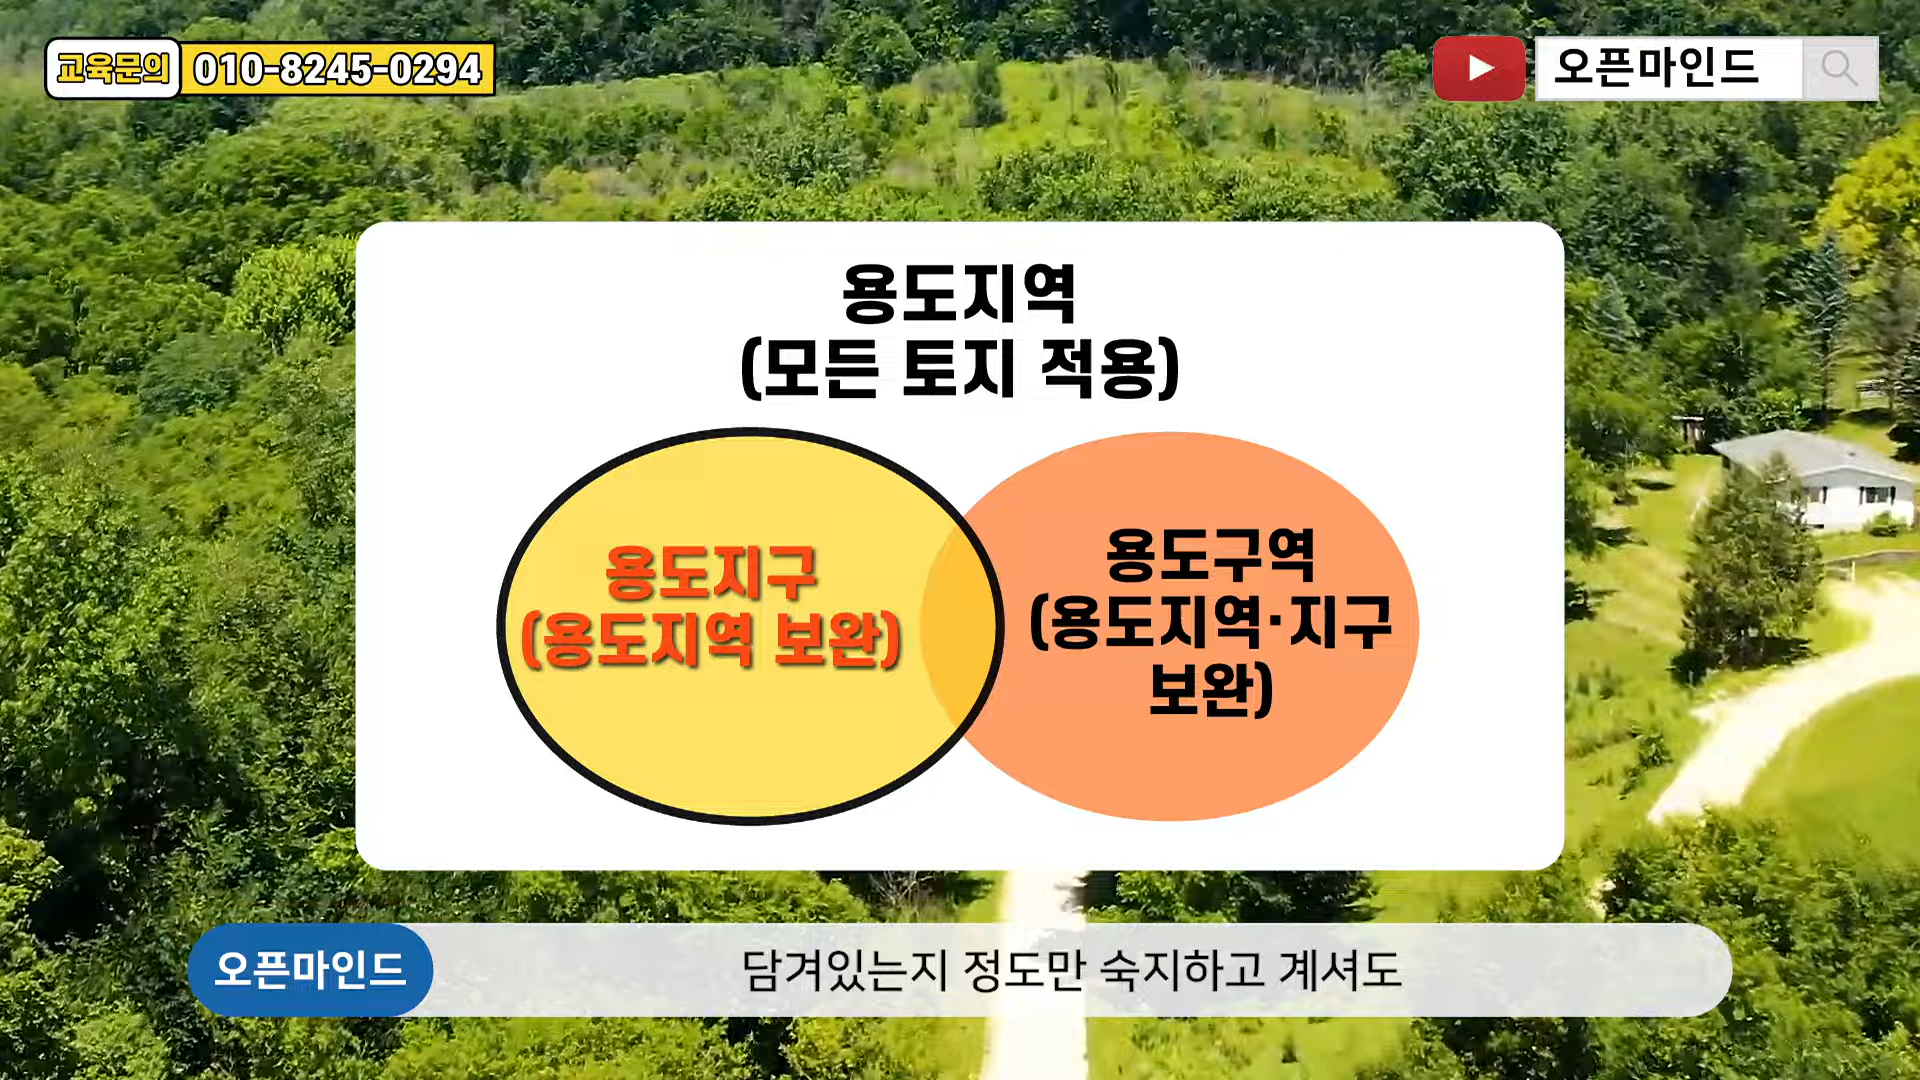 교육문의 010-8245-0294
오픈마인드
용도지역
(모든 토지 적용)
용도지구
(용도지역 보완)
용도구역
(용도지역·지구
보완)
오픈마인드
담겨있는지 정도만 숙지하고 계셔도